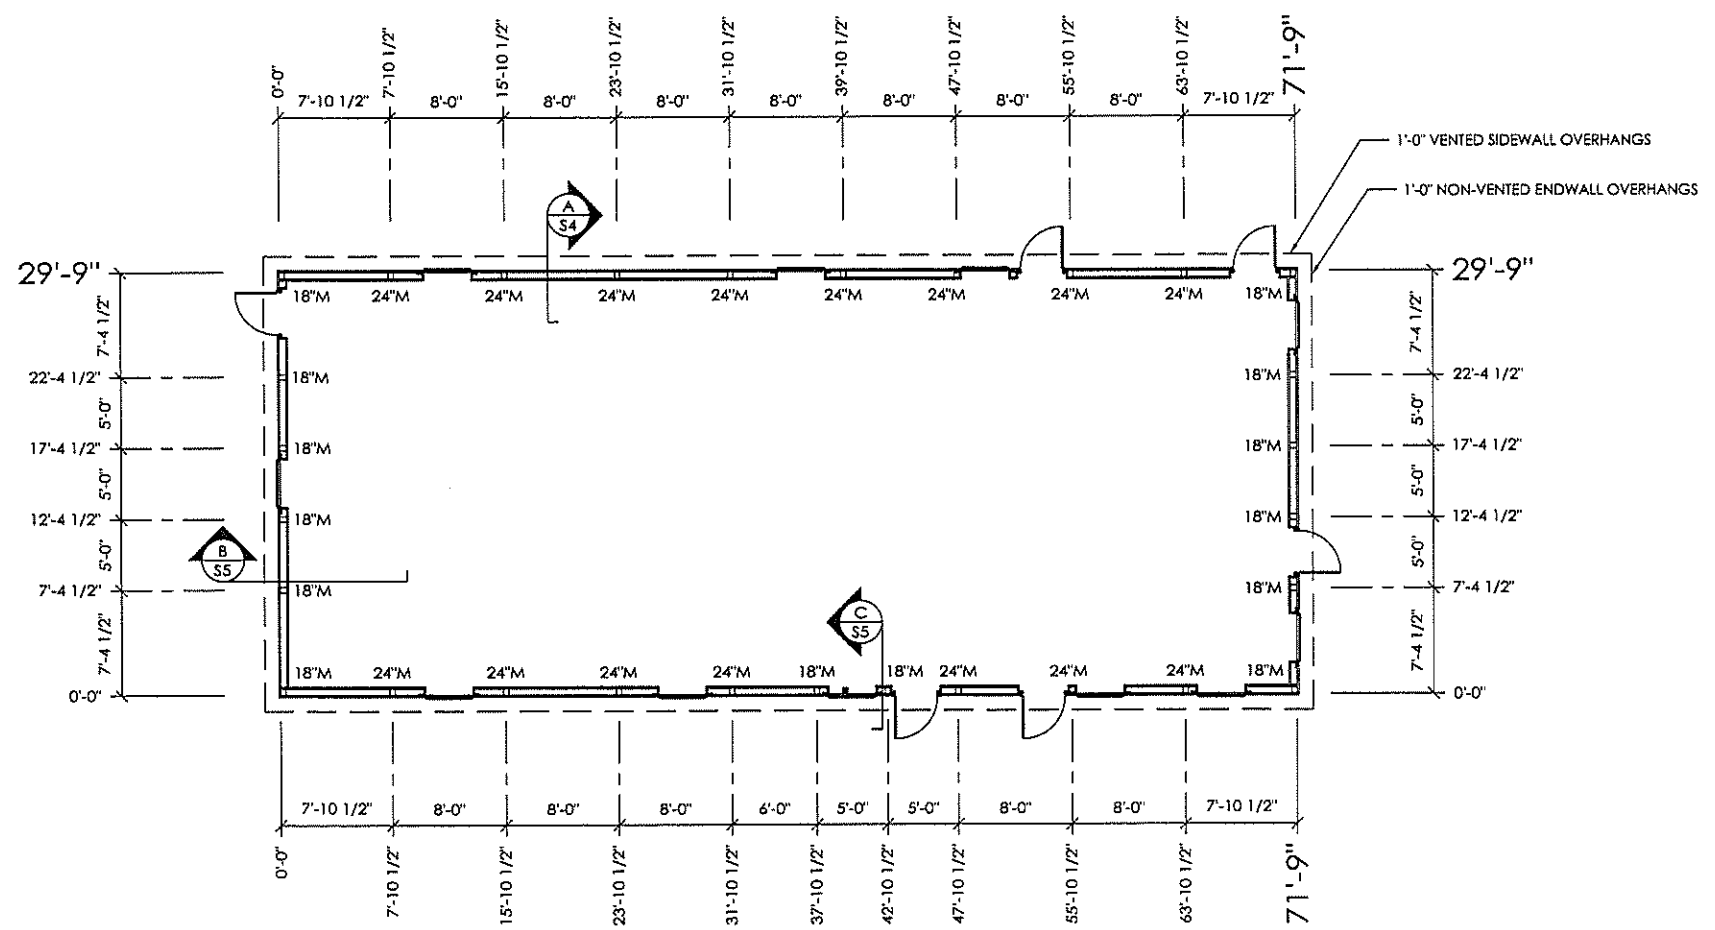 0'-0" 7'-10 1/2" 15'-10 1/2" 23'-10 1/2" 31'-10 1/2" 39'-10 1/2" 47'-10 1/2" 55'-10 1/2" 63'-10 1/2" 71'-9"
7'-10 1/2" 8'-0" 8'-0" 8'-0" 8'-0" 8'-0" 8'-0" 8'-0" 7'-10 1/2"
1'-0" VENTED SIDEWALL OVERHANGS
1'-0" NON-VENTED ENDWALL OVERHANGS
A
S4
29'-9" 29'-9"
18"M 24"M 24"M 24"M 24"M 24"M 24"M 24"M 24"M 18"M
7'-4 1/2" 7'-4 1/2"
22'-4 1/2" 18"M 18"M 22'-4 1/2"
5'-0" 5'-0"
17'-4 1/2" 18"M 18"M 17'-4 1/2"
5'-0" 5'-0"
12'-4 1/2" 18"M 18"M 12'-4 1/2"
B
S5
5'-0" 5'-0"
7'-4 1/2" 18"M 18"M 7'-4 1/2"
C
S5
7'-4 1/2" 7'-4 1/2"
18"M 24"M 24"M 24"M 24"M 18"M 18"M 24"M 24"M 24"M 18"M
0'-0" 0'-0"
7'-10 1/2" 8'-0" 8'-0" 8'-0" 6'-0" 5'-0" 5'-0" 8'-0" 8'-0" 7'-10 1/2"
0'-0" 7'-10 1/2" 15'-10 1/2" 23'-10 1/2" 31'-10 1/2" 37'-10 1/2" 42'-10 1/2" 47'-10 1/2" 55'-10 1/2" 63'-10 1/2" 71'-9"